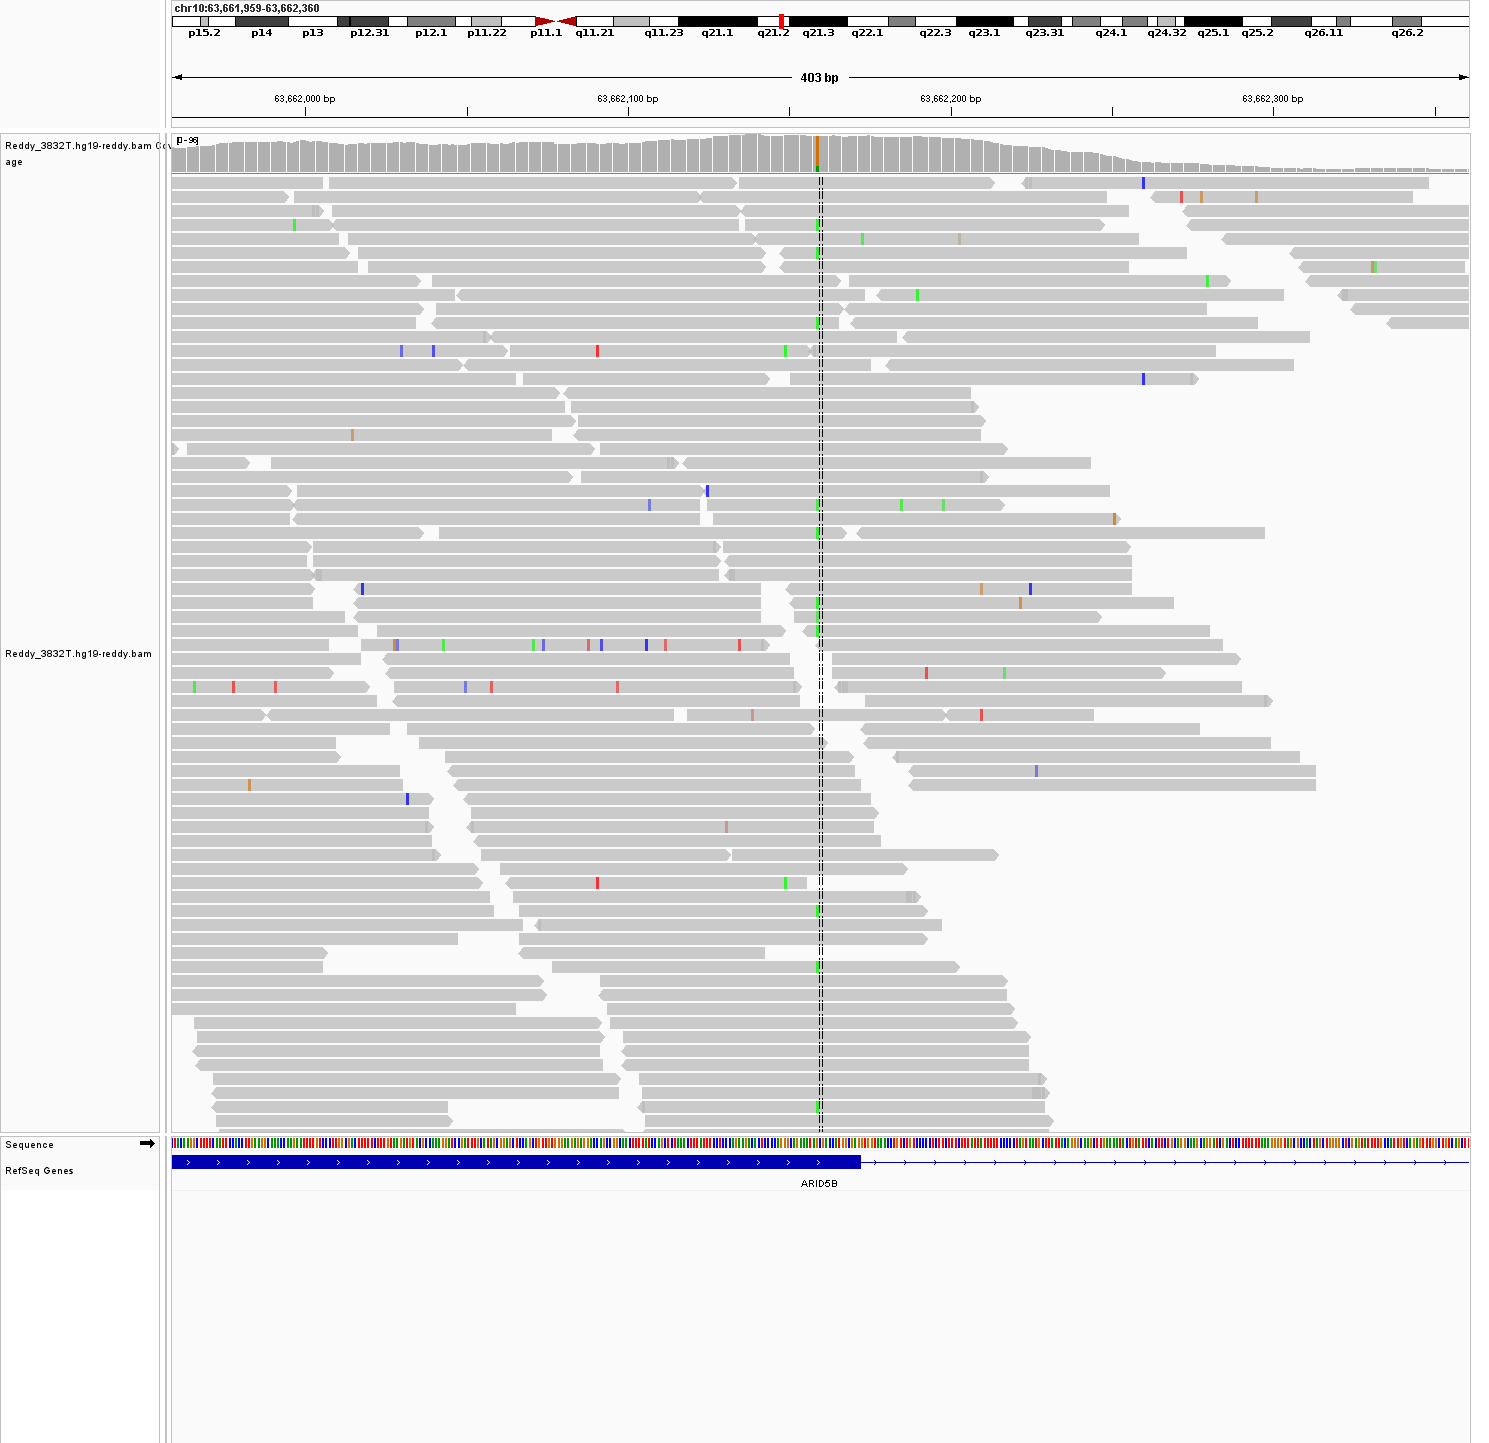 chr10:63,661,959-63,662,360
p15.2 p14 p13 p12.31 p12.1 p11.22 p11.1 q11.21 q11.23 q21.1 q21.2 q21.3 q22.1 q22.3 q23.1 q23.31 q24.1 q24.32 q25.1 q25.2 q26.11 q26.2
403 bp
63,662,000 bp 63,662,100 bp 63,662,200 bp 63,662,300 bp
[0-96]
Reddy_3832T.hg19-reddy.bam Cov
age
Reddy_3832T.hg19-reddy.bam
Sequence
RefSeq Genes
ARID5B